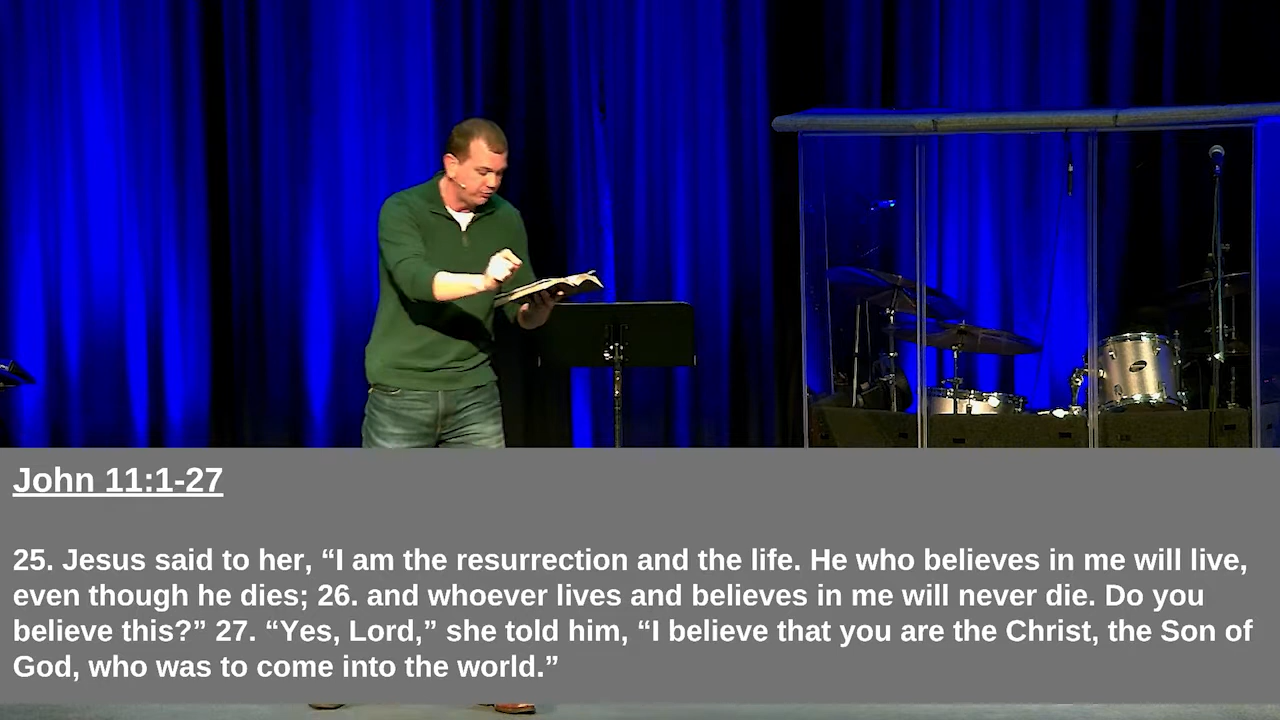 John 11:1-27
25. Jesus said to her, “I am the resurrection and the life. He who believes in me will live,
even though he dies; 26. and whoever lives and believes in me will never die. Do you
believe this?” 27. “Yes, Lord,” she told him, “I believe that you are the Christ, the Son of
God, who was to come into the world.”